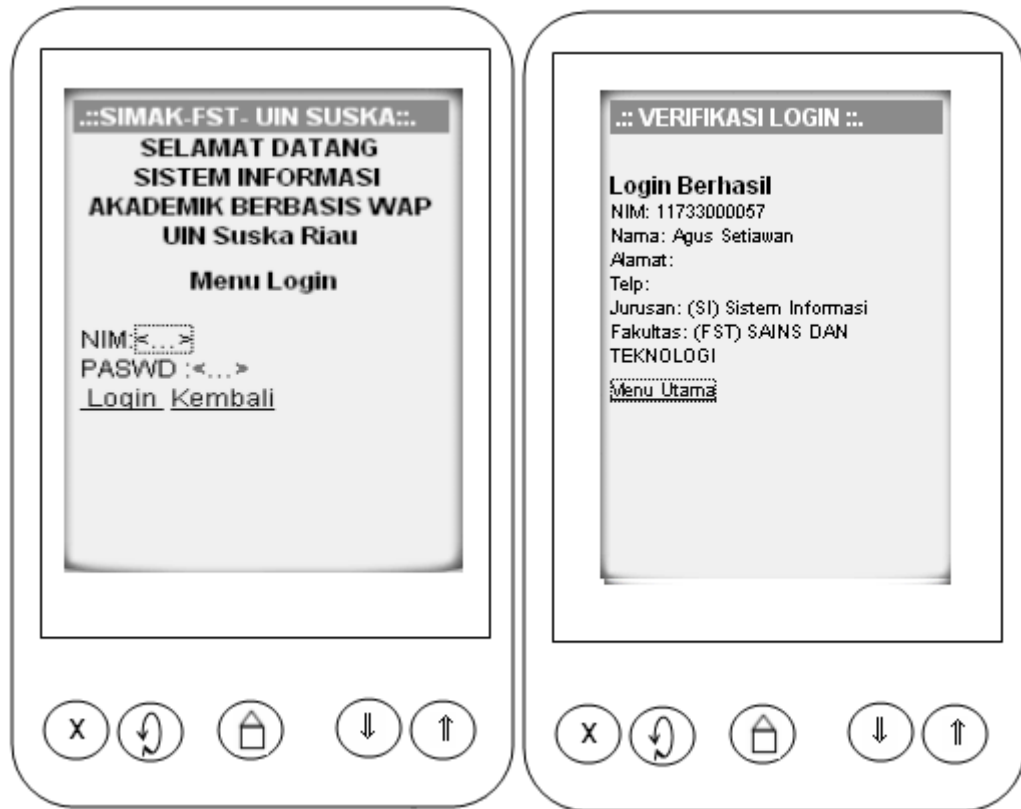 .::SIMAK-FST- UIN SUSKA::.
SELAMAT DATANG
SISTEM INFORMASI
AKADEMIK BERBASIS WAP
UIN Suska Riau
Menu Login
NIM:<...>
PASWD :<...>
Login Kembali
X ⇓ ⇑
.:: VERIFIKASI LOGIN ::.
Login Berhasil
NIM: 11733000057
Nama: Agus Setiawan
Alamat:
Telp:
Jurusan: (SI) Sistem Informasi
Fakultas: (FST) SAINS DAN
TEKNOLOGI
Menu Utama
X ⇓ ⇑